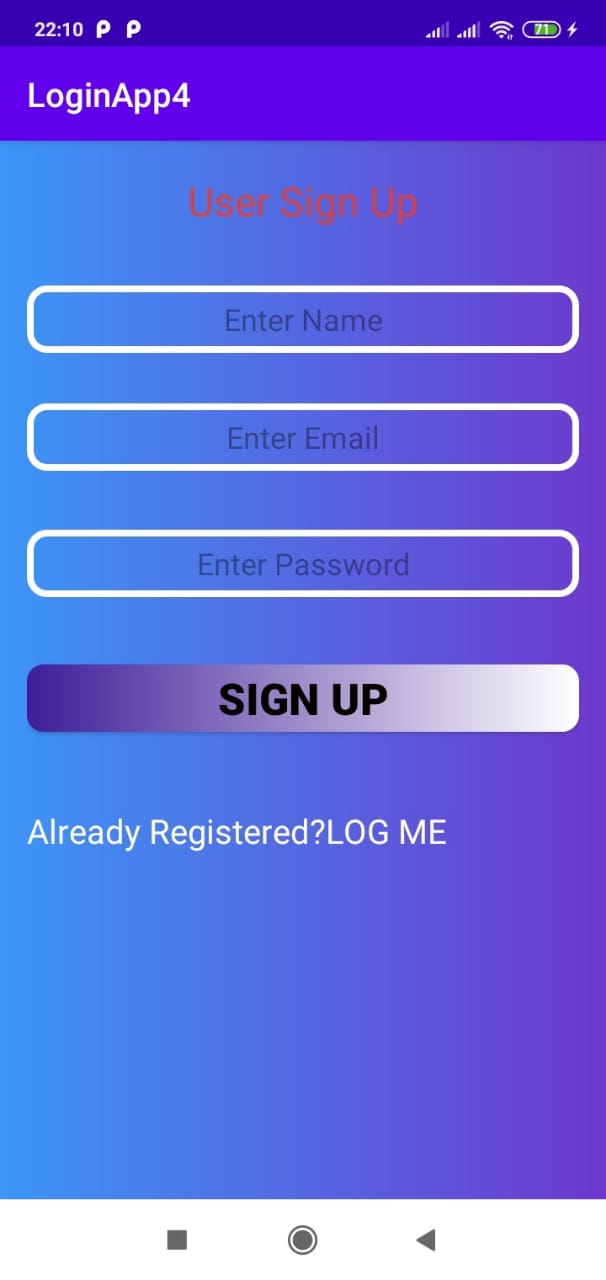 22:10
71
LoginApp4
User Sign Up
Enter Name
Enter Email
Enter Password
SIGN UP
Already Registered?LOG ME